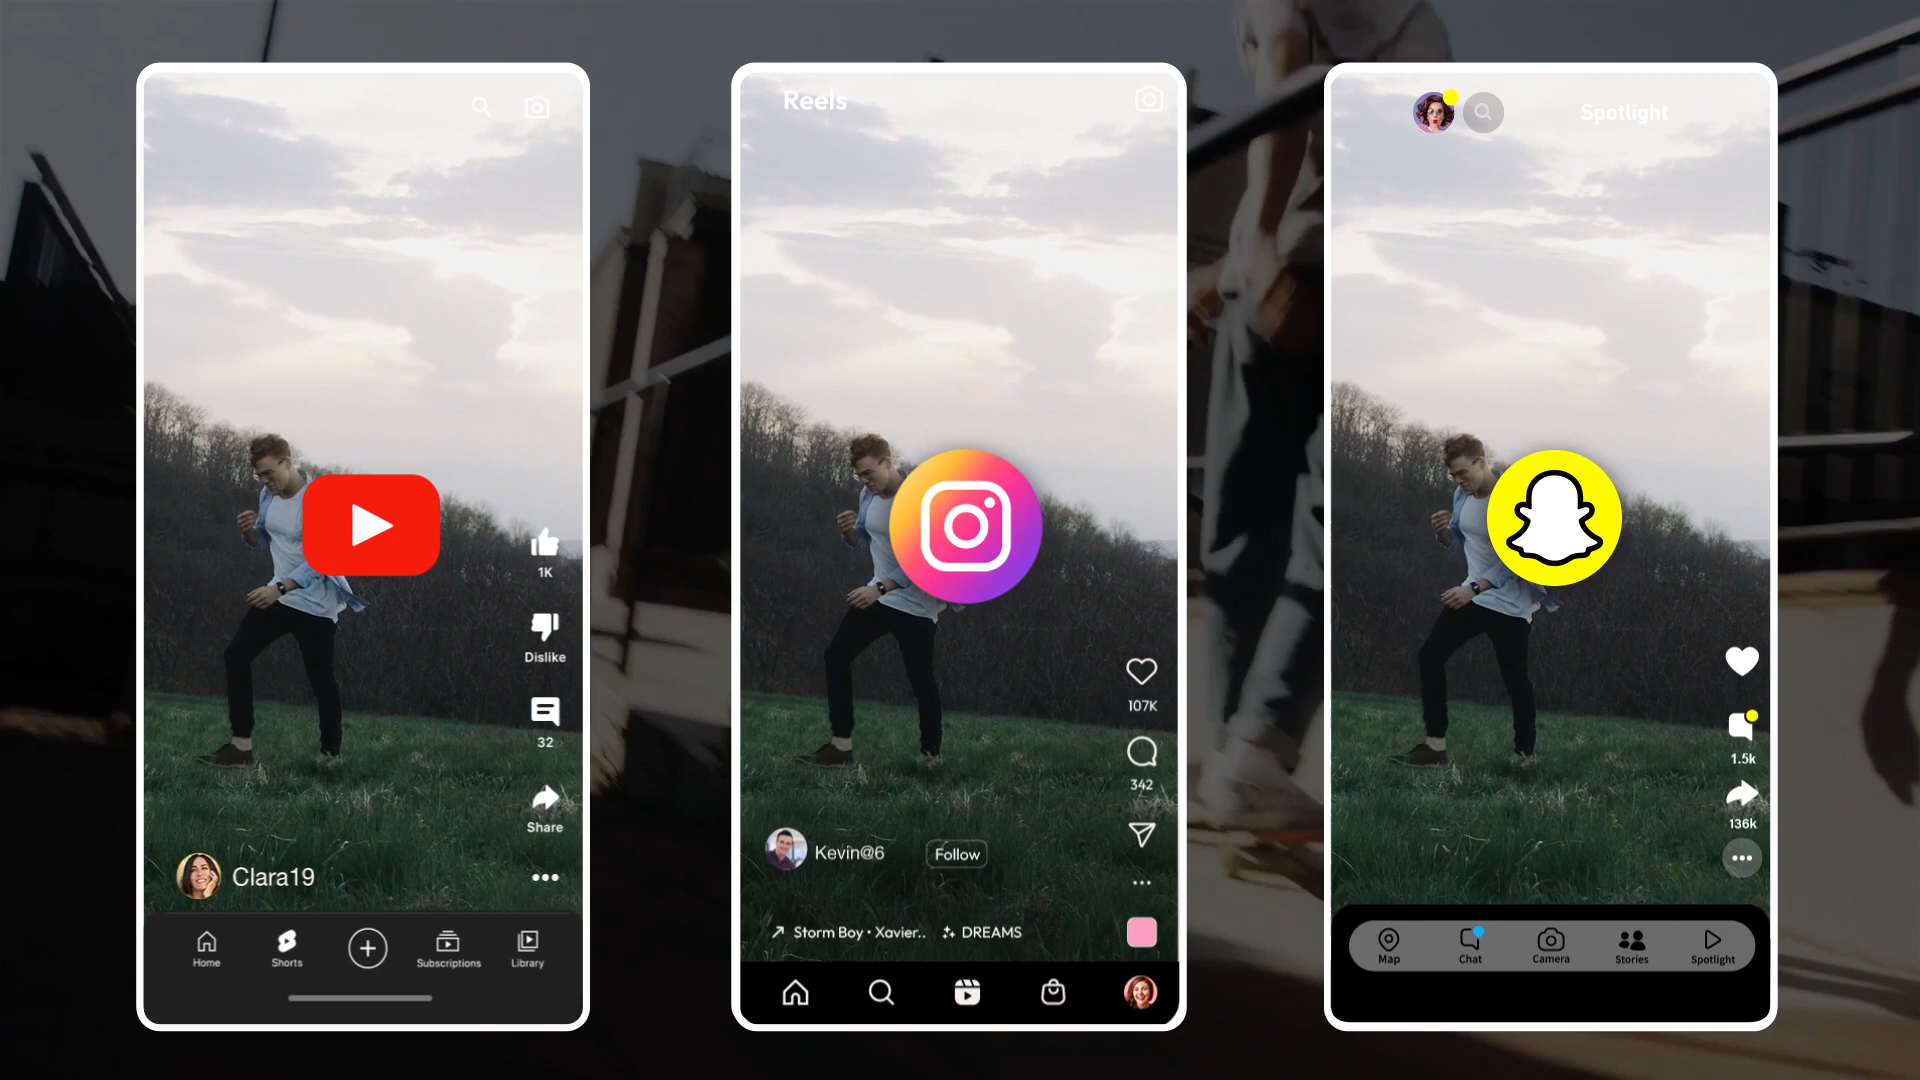 1K
Dislike
32
Share
Clara19
Home
Shorts
Subscriptions
Library
Reels
107K
342
Kevin@6
Follow
Storm Boy • Xavier..
DREAMS
Spotlight
1.5k
136k
Map
Chat
Camera
Stories
Spotlight